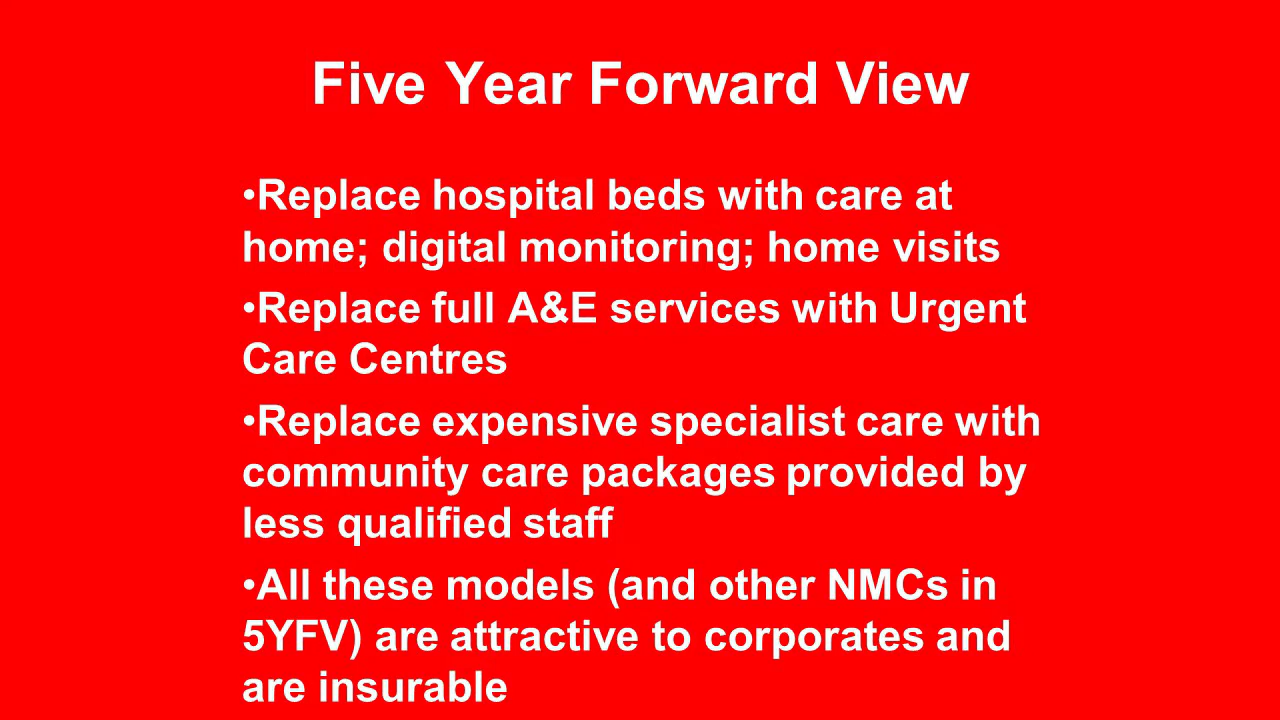 Five Year Forward View
•Replace hospital beds with care at
home; digital monitoring; home visits
•Replace full A&E services with Urgent
Care Centres
•Replace expensive specialist care with
community care packages provided by
less qualified staff
•All these models (and other NMCs in
5YFV) are attractive to corporates and
are insurable